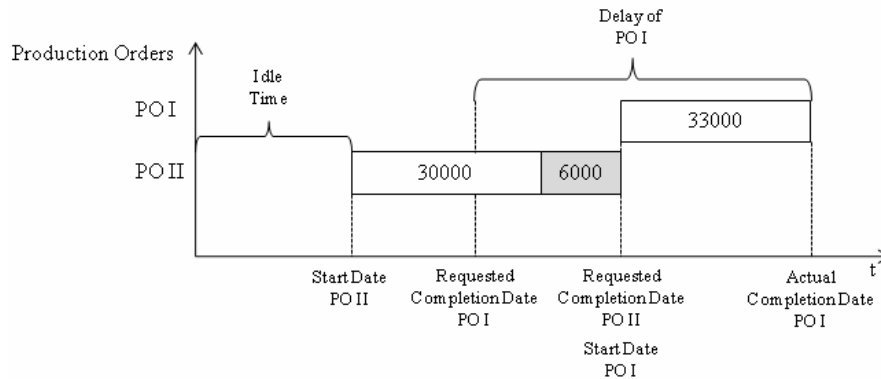 Delay of
PO I
Production Orders
Idle
Time
PO I
33000
PO II
30000
6000
t
Start Date
PO II
Requested
Completion Date
PO I
Requested
Completion Date
PO II
Start Date
PO I
Actual
Completion Date
PO I